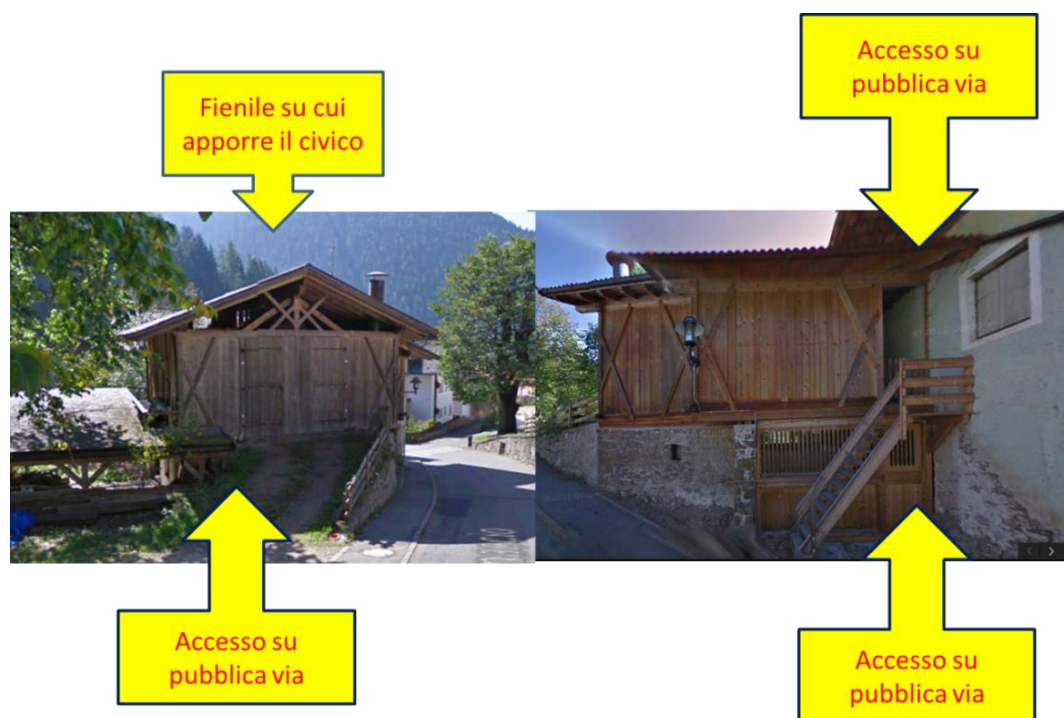 Accesso su
pubblica via
Fienile su cui
apporre il civico
Accesso su
pubblica via
Accesso su
pubblica via